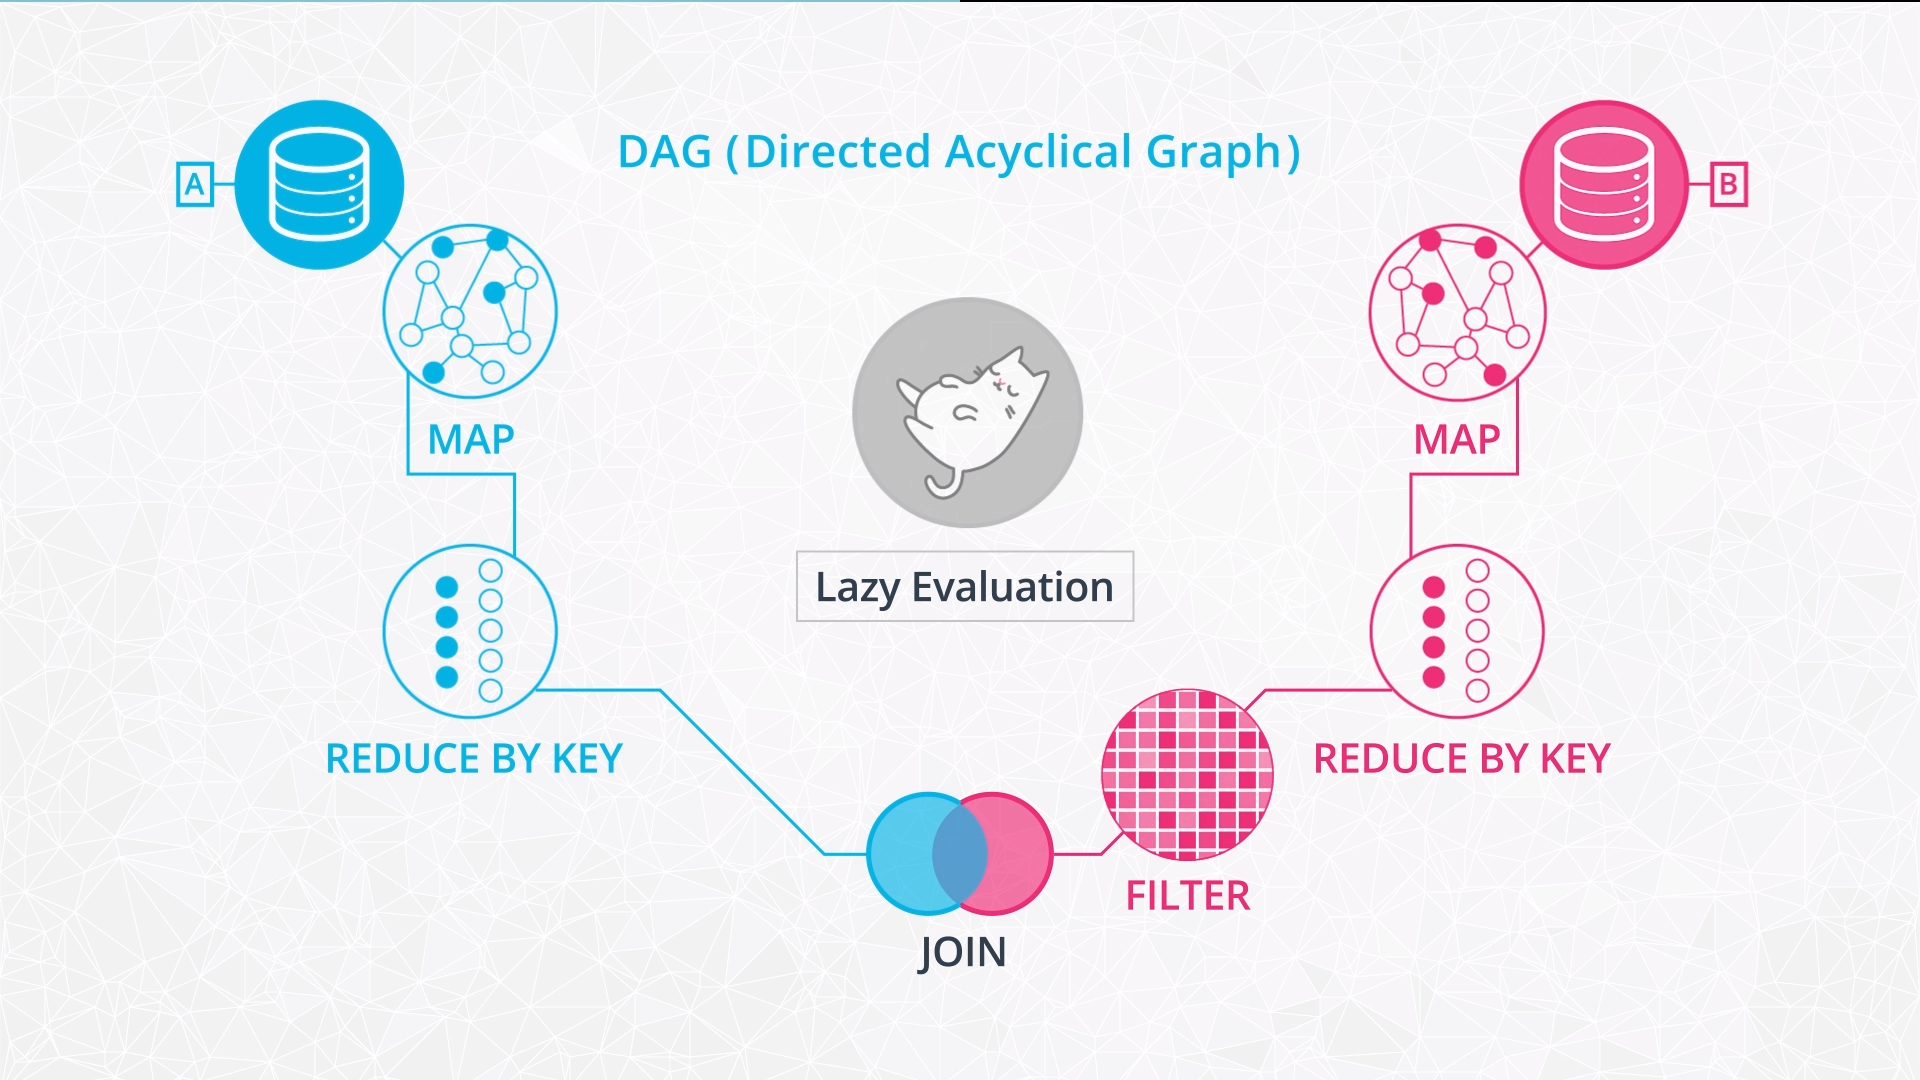 DAG (Directed Acyclical Graph)
A
B
MAP
MAP
Lazy Evaluation
REDUCE BY KEY
REDUCE BY KEY
FILTER
JOIN